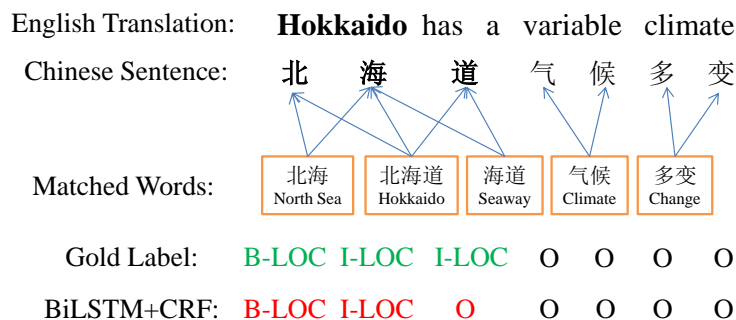 English Translation: Hokkaido has a variable climate
Chinese Sentence: 北 海 道 气 候 多 变
Matched Words: 北海 北海道 海道 气候 多变
North Sea Hokkaido Seaway Climate Change
Gold Label: B-LOC I-LOC I-LOC O O O O
BiLSTM+CRF: B-LOC I-LOC O O O O O